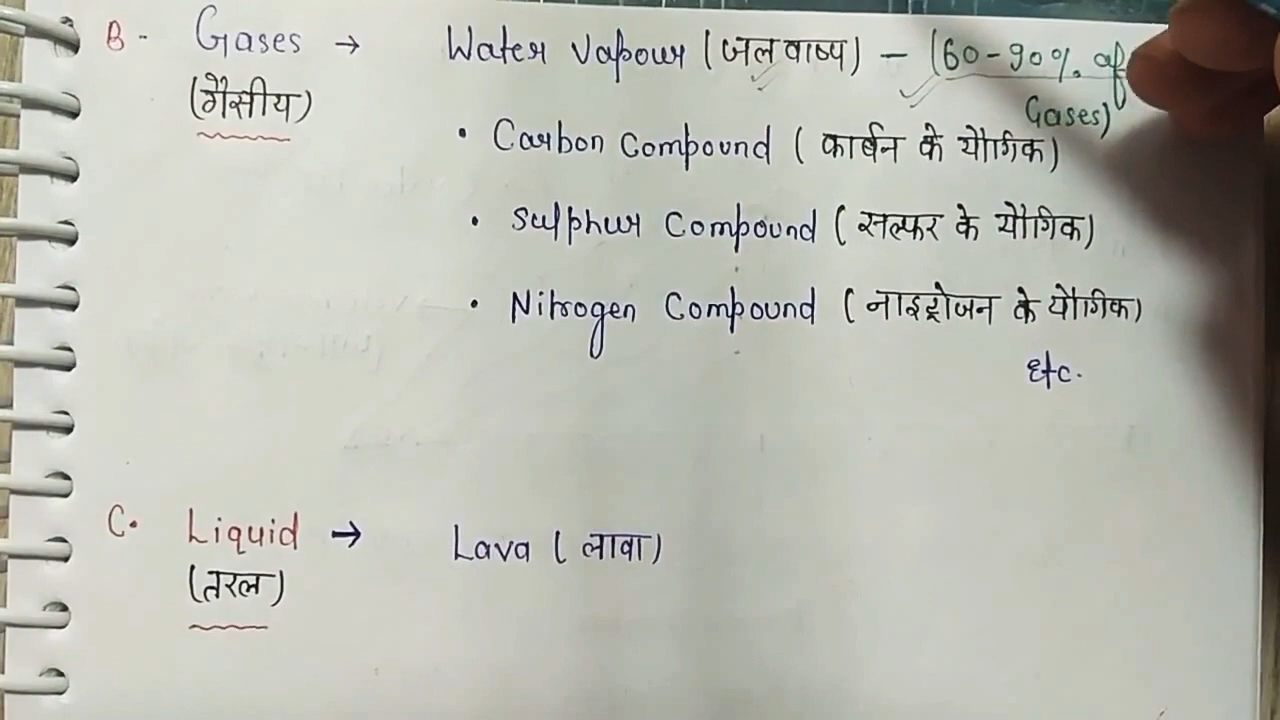 B - Gases → Water Vapour (जल वाष्प) – (60-90% of
(गैसीय) Gases)
• Carbon Compound (कार्बन के यौगिक)
• Sulphur Compound (सल्फर के यौगिक)
• Nitrogen Compound (नाइट्रोजन के यौगिक)
Etc.
C. Liquid → Lava (लावा)
(तरल)